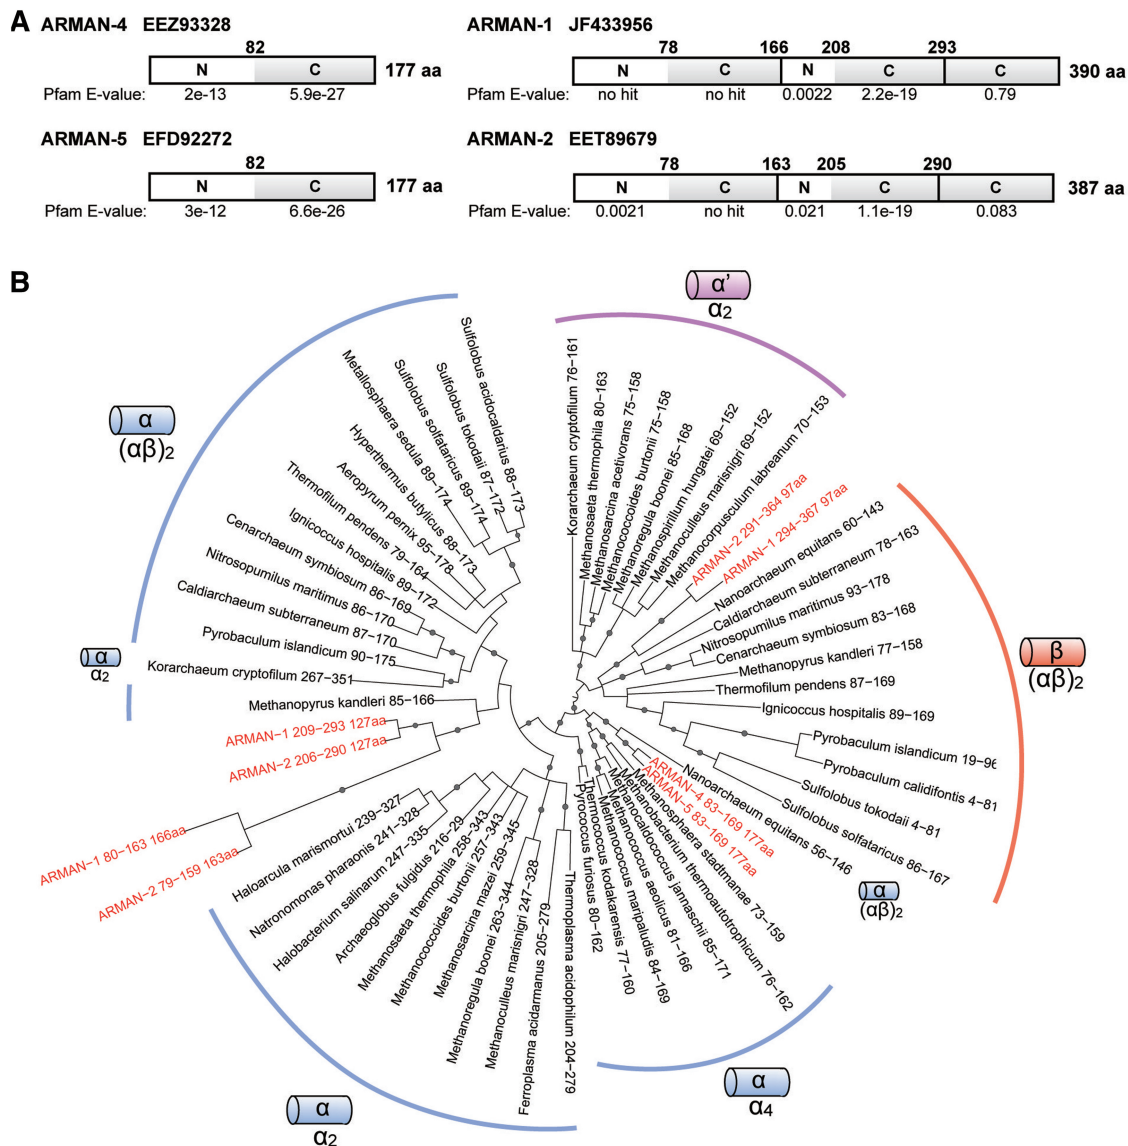 A
ARMAN-4 EEZ93328
82
N C 177 aa
Pfam E-value: 2e-13 5.9e-27
ARMAN-1 JF433956
78 166 208 293
N C N C C 390 aa
no hit no hit 0.0022 2.2e-19 0.79
ARMAN-5 EFD92272
82
N C 177 aa
Pfam E-value: 3e-12 6.6e-26
ARMAN-2 EET89679
78 163 205 290
N C N C C 387 aa
Pfam E-value: 0.0021 no hit 0.021 1.1e-19 0.083
B
α
(αβ)2
Sulfolobus acidocaldarius 88−173
Sulfolobus tokodaii 87−172
Sulfolobus solfataricus 89−174
Metallosphaera sedula 89−174
Hyperthermus butylicus 88−173
Aeropyrum pernix 95−178
Thermofilum pendens 79−164
Ignicoccus hospitalis 89−172
Cenarchaeum symbiosum 86−169
Nitrosopumilus maritimus 86−170
Caldiarchaeum subterraneum 87−170
Pyrobaculum islandicum 90−175
Korarchaeum cryptofilum 267−351
α
α2
Methanopyrus kandleri 85−166
ARMAN−1 209−293 127aa
ARMAN−2 206−290 127aa
ARMAN−1 80−163 166aa
ARMAN−2 79−159 163aa
Haloarcula marismortui 239−327
Natronomonas pharaonis 241−328
Halobacterium salinarum 247−335
Archaeoglobus fulgidus 216−29
Methanosaeta thermophila 258−343
Methanococcoides burtonii 257−343
Methanosarcina mazei 259−345
Methanoregula boonei 263−344
Methanoculleus marisnigri 247−328
Ferroplasma acidarmanus 205−279
Thermoplasma acidophilum 204−279
α
α2
Pyrococcus furiosus 80−162
Thermococcus kodakarensis 77−160
Methanococcus maripaludis 84−169
Methanococcus aeolicus 81−166
Methanocaldococcus jannaschii 85−171
Methanobacterium thermoautotrophicum 76−162
Methanosphaera stadtmanae 73−159
ARMAN−5 83−169 177aa
ARMAN−4 83−169 177aa
α
α4
Nanoarchaeum equitans 56−146
α
(αβ)2
Sulfolobus solfataricus 86−167
Sulfolobus tokodaii 4−81
Pyrobaculum calidifontis 4−81
Pyrobaculum islandicum 19−96
Ignicoccus hospitalis 89−169
Thermofilum pendens 87−169
Methanopyrus kandleri 77−158
Cenarchaeum symbiosum 83−168
Nitrosopumilus maritimus 93−178
Caldiarchaeum subterraneum 78−163
Nanoarchaeum equitans 60−143
β
(αβ)2
ARMAN−1 294−367 97aa
ARMAN−2 291−364 97aa
Methanocorpusculum labreanum 70−153
Methanoculleus marisnigri 69−152
Methanospirillum hungatei 69−152
Methanoregula boonei 85−168
Methanococcoides burtonii 75−158
Methanosarcina acetivorans 75−158
Methanosaeta thermophila 80−163
Korarchaeum cryptofilum 76−161
α’
α2